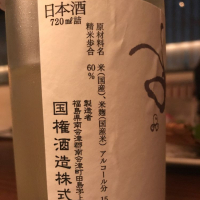 日本酒
720㎖詰
原材料名 米(国産)、米麹(国産米)
精米歩合 60% アルコール分 15
製造者
福島県南会津郡南会津町田島字上
国権酒造株式